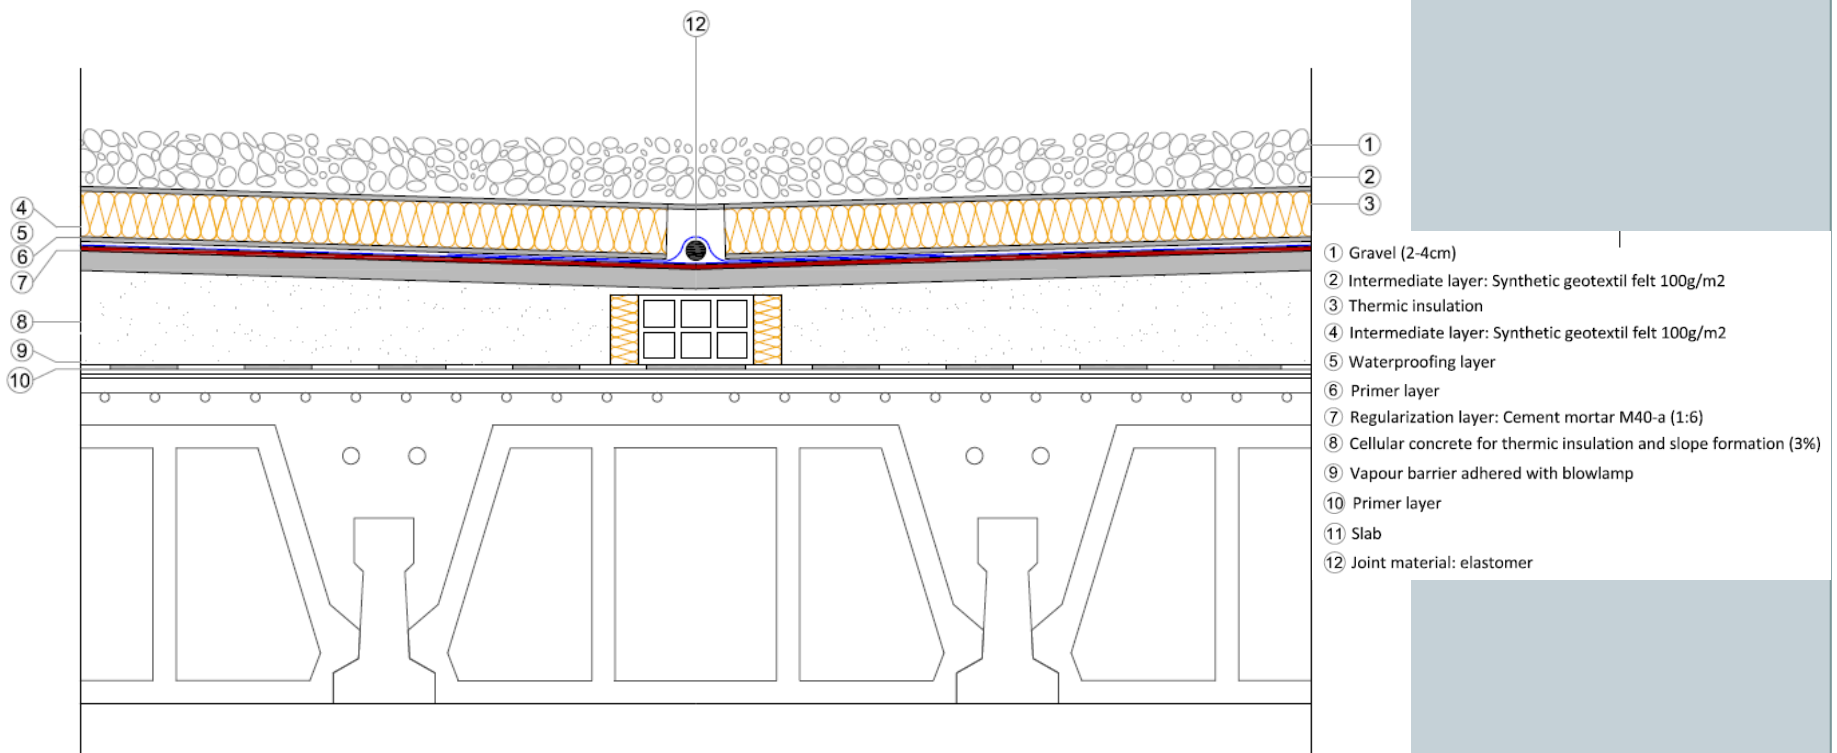 12
1
2
3
4
5
6
7
8
9
10
1 Gravel (2-4cm)
2 Intermediate layer: Synthetic geotextil felt 100g/m2
3 Thermic insulation
4 Intermediate layer: Synthetic geotextil felt 100g/m2
5 Waterproofing layer
6 Primer layer
7 Regularization layer: Cement mortar M40-a (1:6)
8 Cellular concrete for thermic insulation and slope formation (3%)
9 Vapour barrier adhered with blowlamp
10 Primer layer
11 Slab
12 Joint material: elastomer